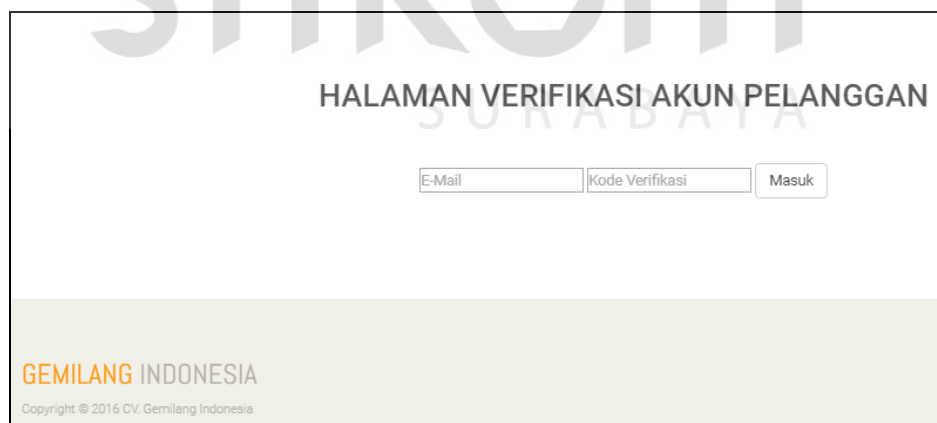 SURABAYA
HALAMAN VERIFIKASI AKUN PELANGGAN
E-Mail Kode Verifikasi Masuk
GEMILANG INDONESIA
Copyright © 2016 CV. Gemilang Indonesia